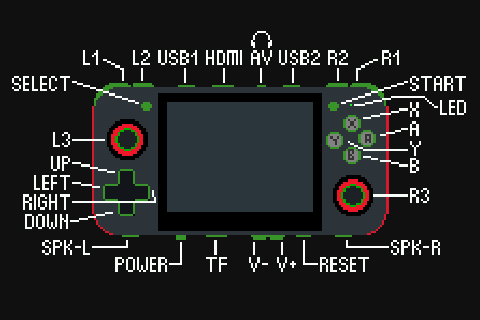 L1 L2 USB1 HDMI AV USB2 R2 R1
SELECT START
LED
X
A
L3 Y
B
UP
LEFT
RIGHT R3
DOWN
SPK-L SPK-R
POWER TF V- V+ RESET
X
Y A
B